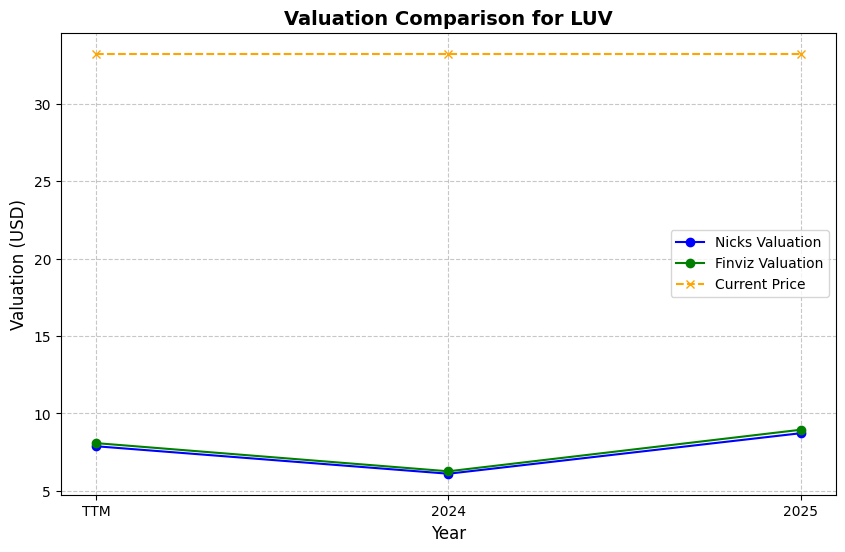 Valuation Comparison for LUV
Valuation (USD)
30
25
20
15
10
5
Nicks Valuation
Finviz Valuation
Current Price
TTM 2024 2025
Year